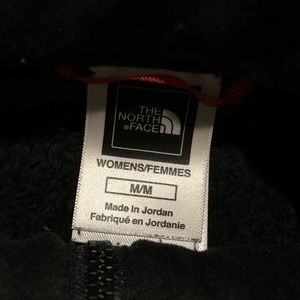 THE
NORTH
FACE
WOMENS/FEMMES
M/M
Made in Jordan
Fabriqué en Jordanie